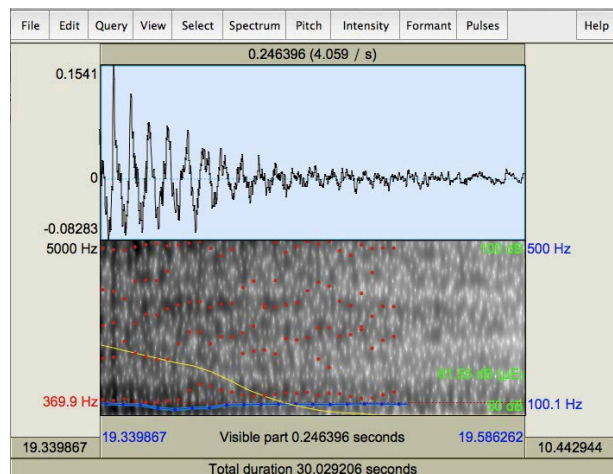 File Edit Query View Select Spectrum Pitch Intensity Formant Pulses Help
0.246396 (4.059 / s)
0.1541
0
-0.08283
5000 Hz
100 dB
500 Hz
369.9 Hz
50 dB
100.1 Hz
19.339867
19.339867
Visible part 0.246396 seconds
19.586262
10.442944
Total duration 30.029206 seconds